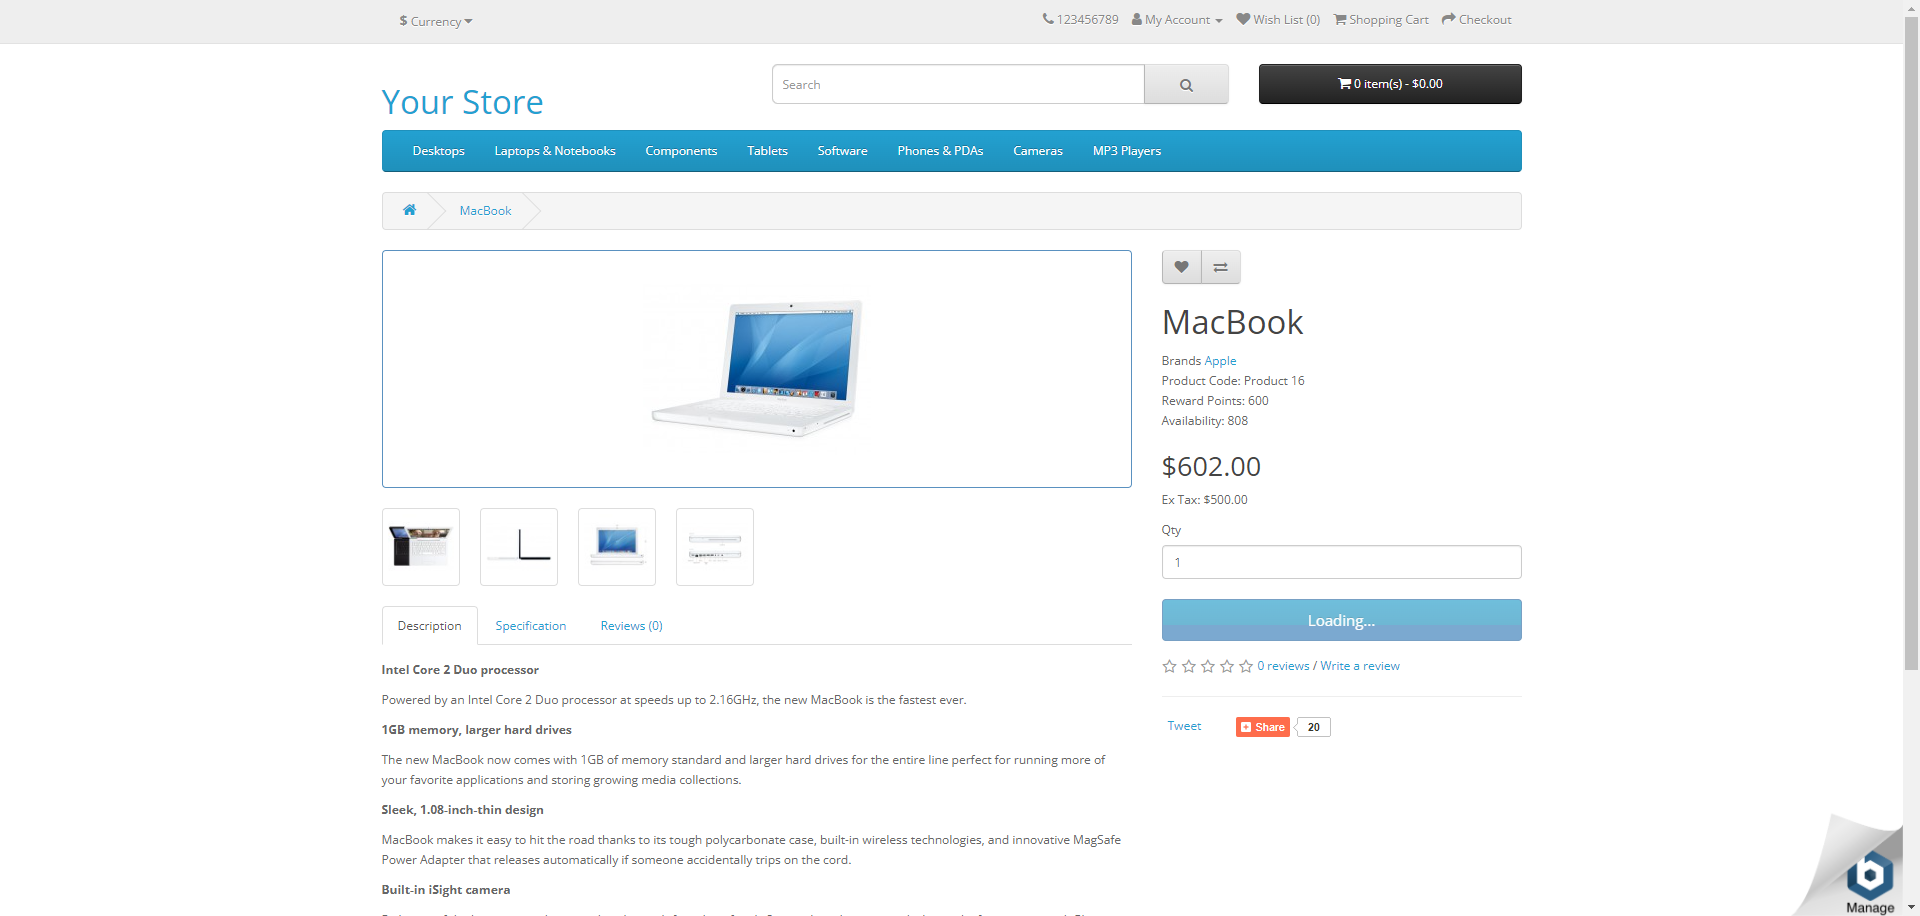 $ Currency
123456789 My Account Wish List (0) Shopping Cart Checkout
Your Store
Search
0 item(s) - $0.00
Desktops Laptops & Notebooks Components Tablets Software Phones & PDAs Cameras MP3 Players
MacBook
MacBook
Brands Apple
Product Code: Product 16
Reward Points: 600
Availability: 808
$602.00
Ex Tax: $500.00
Qty
1
Loading...
0 reviews / Write a review
Tweet
Share 20
Description Specification Reviews (0)
Intel Core 2 Duo processor
Powered by an Intel Core 2 Duo processor at speeds up to 2.16GHz, the new MacBook is the fastest ever.
1GB memory, larger hard drives
The new MacBook now comes with 1GB of memory standard and larger hard drives for the entire line perfect for running more of
your favorite applications and storing growing media collections.
Sleek, 1.08-inch-thin design
MacBook makes it easy to hit the road thanks to its tough polycarbonate case, built-in wireless technologies, and innovative MagSafe
Power Adapter that releases automatically if someone accidentally trips on the cord.
Built-in iSight camera
b
Manage